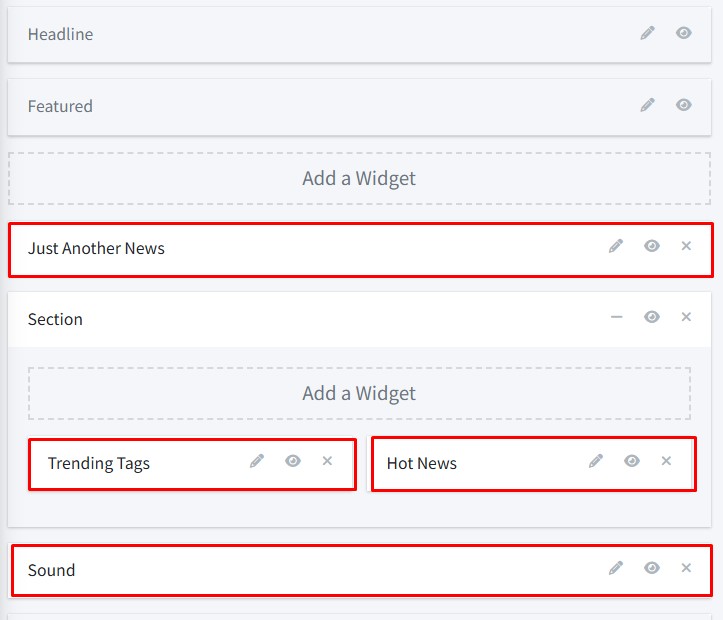 Headline
Featured
Add a Widget
Just Another News
Section
Add a Widget
Trending Tags
Hot News
Sound